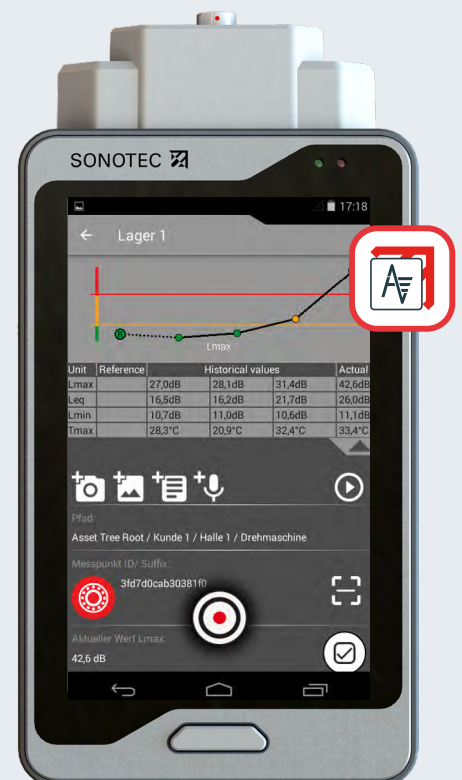 SONOTEC
17:18
Lager 1
R
Lmax
Unit Reference Historical values Actual
Lmax 27,0dB 28,1dB 31,4dB 42,6dB
Leq 16,5dB 16,2dB 21,7dB 26,0dB
Lmin 10,7dB 11,0dB 10,6dB 11,1dB
Tmax 28,3°C 20,9°C 32,4°C 33,4°C
Pfad:
Asset Tree Root / Kunde 1 / Halle 1 / Drehmaschine
Messpunkt ID/ Suffix:
3fd7d0cab30381f0
Aktueller Wert Lmax:
42,6 dB